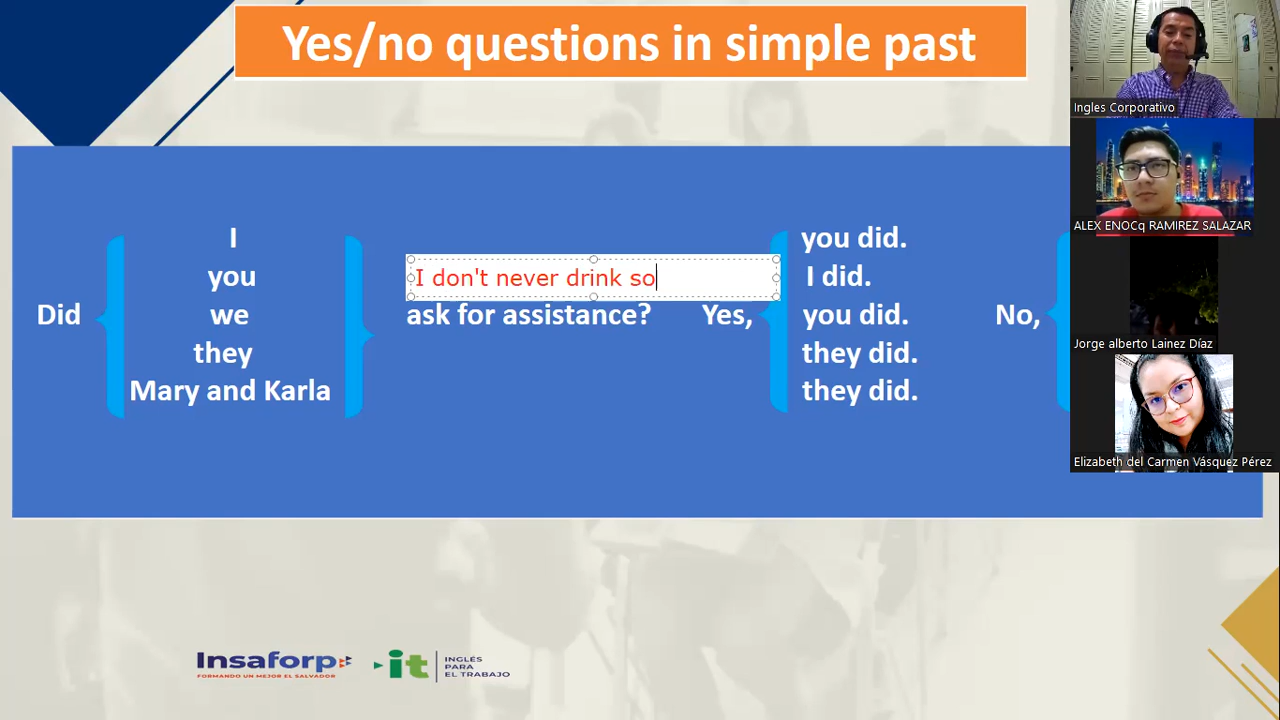 Yes/no questions in simple past
Ingles Corporativo
ALEX ENOCq RAMIREZ SALAZAR
Jorge alberto Lainez Díaz
Elizabeth del Carmen Vásquez Pérez
I
you
Did we
they
Mary and Karla
I don't never drink so
ask for assistance? Yes,
you did.
I did.
you did.
they did.
they did.
No,
Insaforp
FORMANDO UN MEJOR EL SALVADOR
it
INGLÉS
PARA
EL TRABAJO